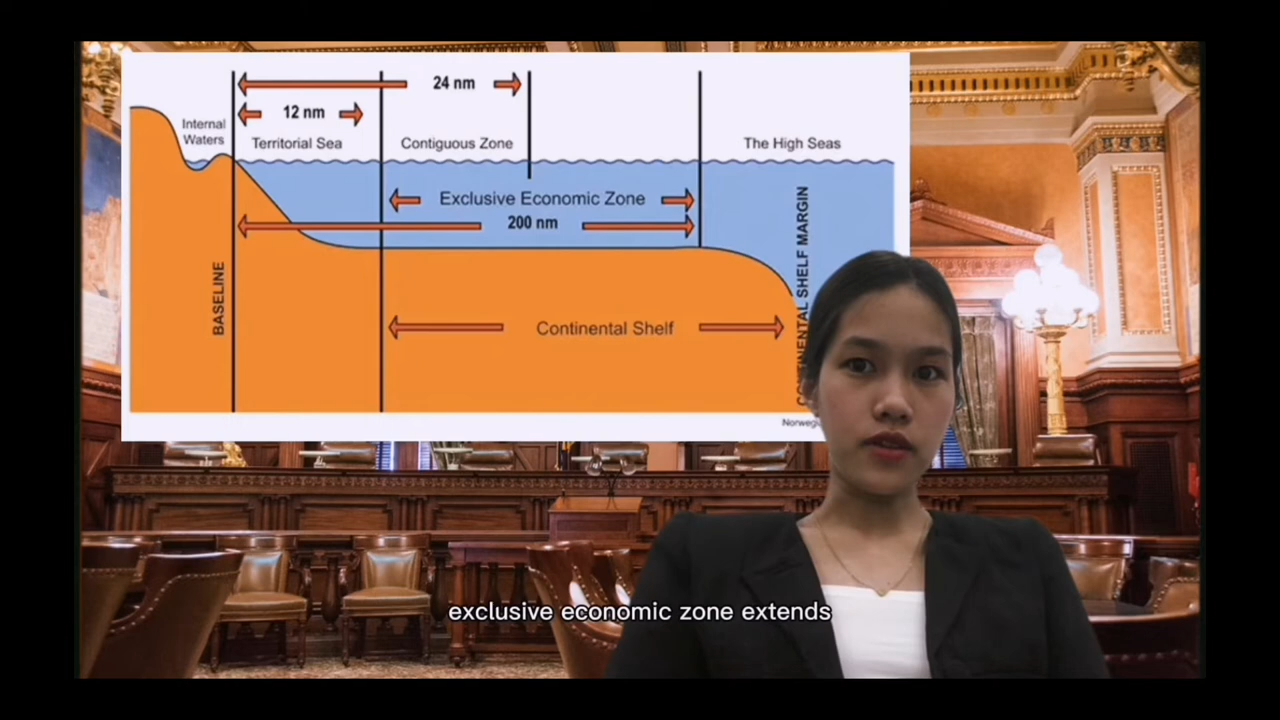 24 nm
12 nm
Internal
Waters
Territorial Sea
Contiguous Zone
The High Seas
Exclusive Economic Zone
200 nm
BASELINE
SHELF MARGIN
Continental Shelf
exclusive economic zone extends